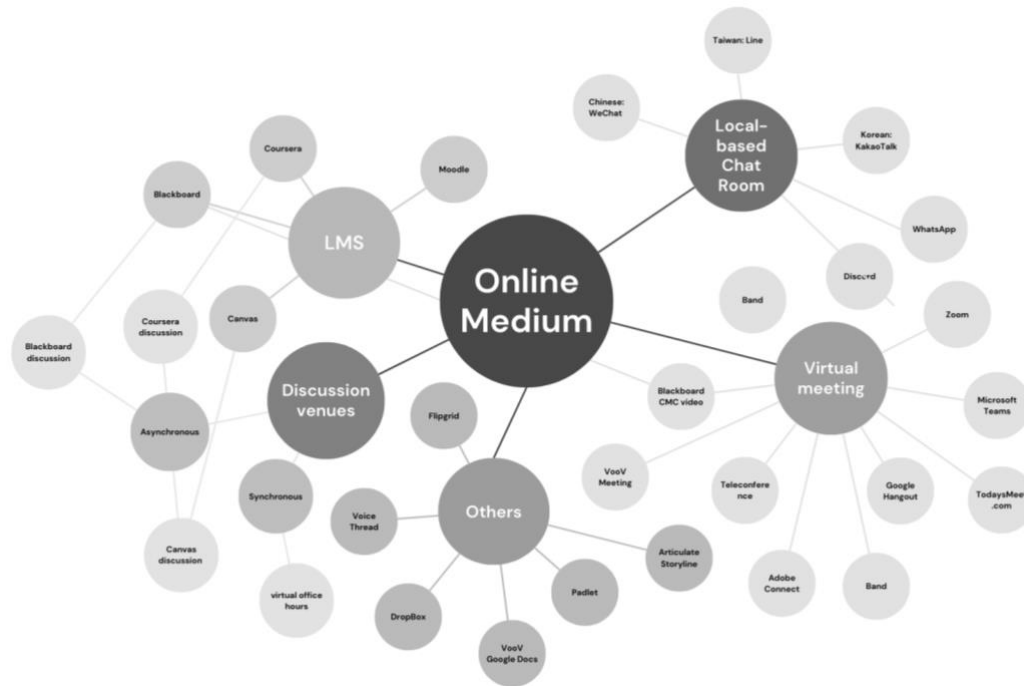 Taiwan: Line
Chinese:
WeChat
Local-
based
Chat
Room
Korean:
KakaoTalk
WhatsApp
Discord
Coursera
Moodle
Blackboard
LMS
Online
Medium
Band
Zoom
Coursera
discussion
Canvas
Blackboard
discussion
Virtual
meeting
Discussion
venues
Blackboard
CMC video
Microsoft
Teams
Flipgrid
Asynchronous
VooV
Meeting
Teleconfere
nce
Google
Hangout
TodaysMeet
.com
Synchronous
Voice
Thread
Others
Canvas
discussion
Articulate
Storyline
Adobe
Connect
Band
virtual office
hours
DropBox
Padlet
VooV
Google Docs